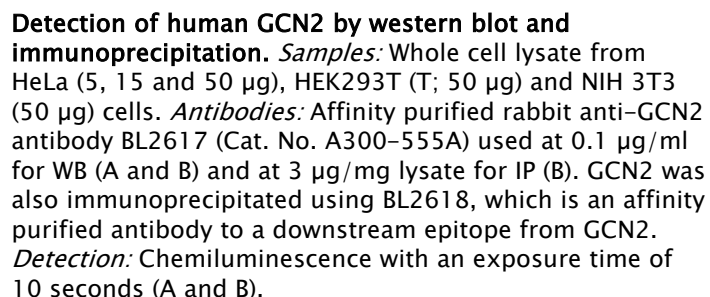 Detection of human GCN2 by western blot and
immunoprecipitation. Samples: Whole cell lysate from
HeLa (5, 15 and 50 µg), HEK293T (T; 50 µg) and NIH 3T3
(50 µg) cells. Antibodies: Affinity purified rabbit anti-GCN2
antibody BL2617 (Cat. No. A300-555A) used at 0.1 µg/ml
for WB (A and B) and at 3 µg/mg lysate for IP (B). GCN2 was
also immunoprecipitated using BL2618, which is an affinity
purified antibody to a downstream epitope from GCN2.
Detection: Chemiluminescence with an exposure time of
10 seconds (A and B).